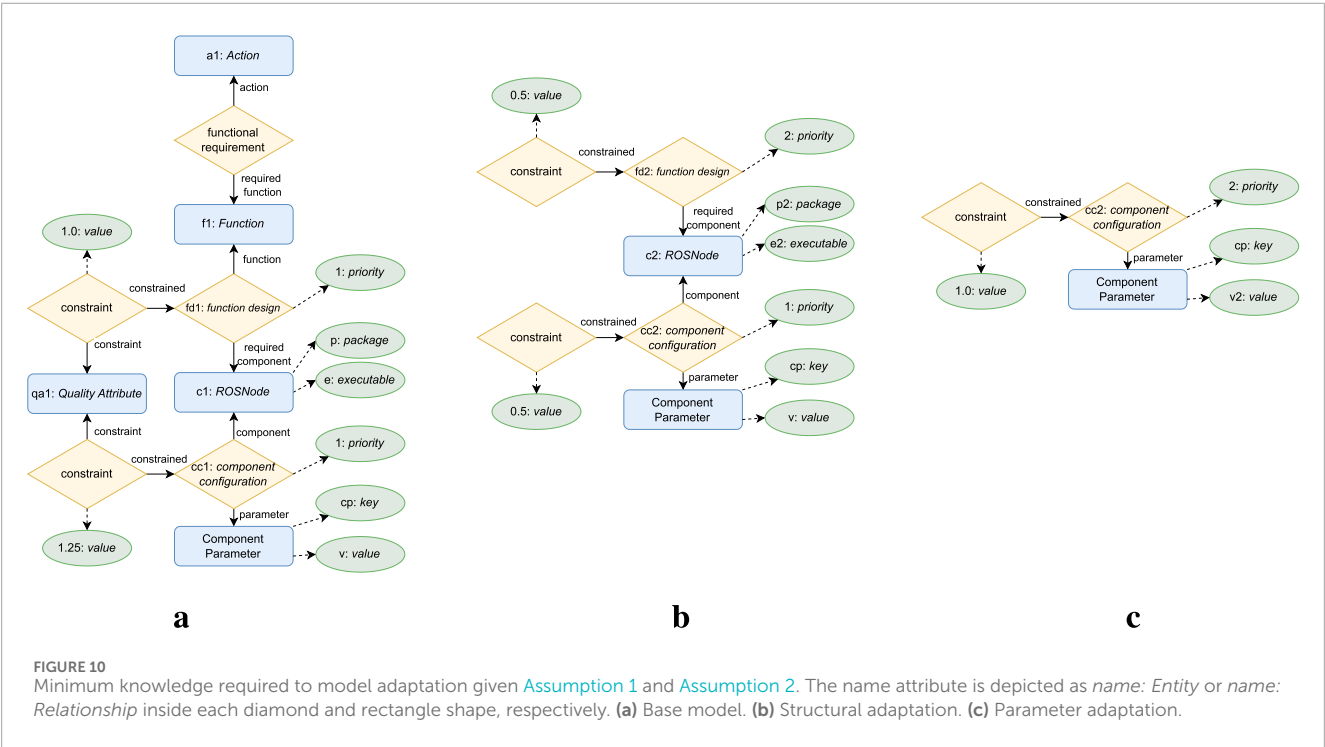 a1: Action
action
functional
requirement
required
function
f1: Function
1.0: value
function
constrained
constraint
fd1: function design
1: priority
constraint
required
component
p: package
e: executable
qa1: Quality Attribute
c1: ROSNode
constraint
component
1: priority
constrained
constraint
cc1: component
configuration
parameter
cp: key
Component
Parameter
1.25: value
v: value
a
0.5: value
2: priority
constrained
constraint
fd2: function design
required
component
p2: package
e2: executable
c2: ROSNode
component
1: priority
constrained
constraint
cc2: component
configuration
parameter
cp: key
Component
Parameter
0.5: value
v: value
b
2: priority
constrained
constraint
cc2: component
configuration
parameter
cp: key
1.0: value
Component
Parameter
v2: value
c
FIGURE 10
Minimum knowledge required to model adaptation given Assumption 1 and Assumption 2. The name attribute is depicted as name: Entity or name:
Relationship inside each diamond and rectangle shape, respectively. (a) Base model. (b) Structural adaptation. (c) Parameter adaptation.